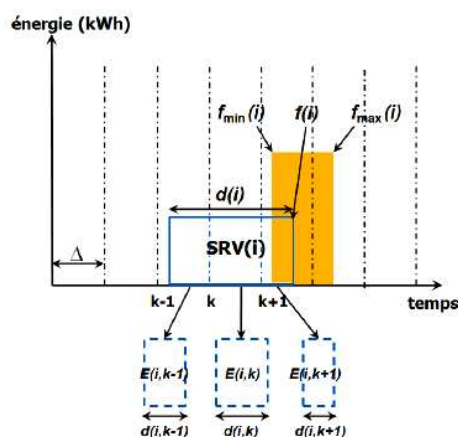 énergie (kWh)
f_min(i) f(i) f_max(i)
d(i)
SRV(i)
Δ
k-1 k k+1 temps
E(i,k-1) E(i,k) E(i,k+1)
d(i,k-1) d(i,k) d(i,k+1)